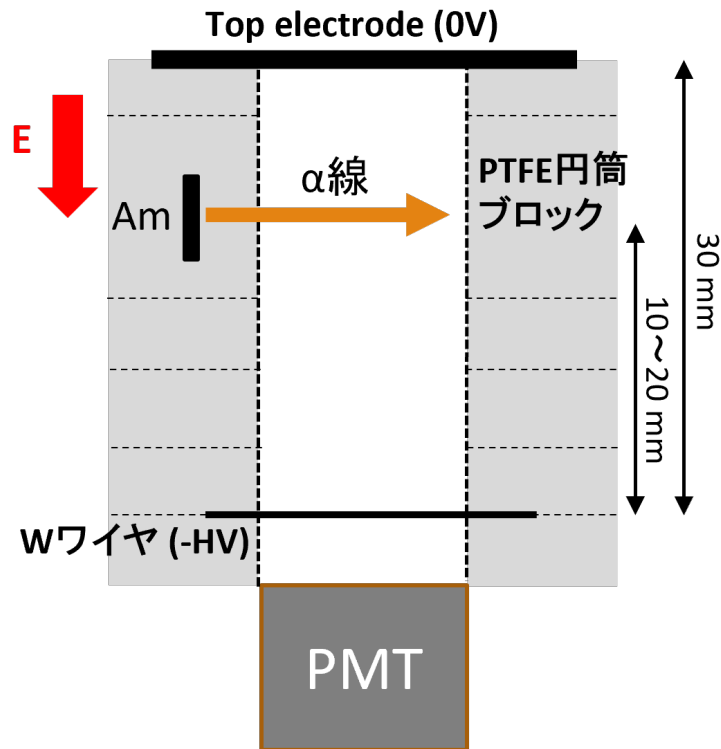 Top electrode (0V)
E
Am
α線
PTFE円筒
ブロック
30 mm
10～20 mm
Wワイヤ (-HV)
PMT